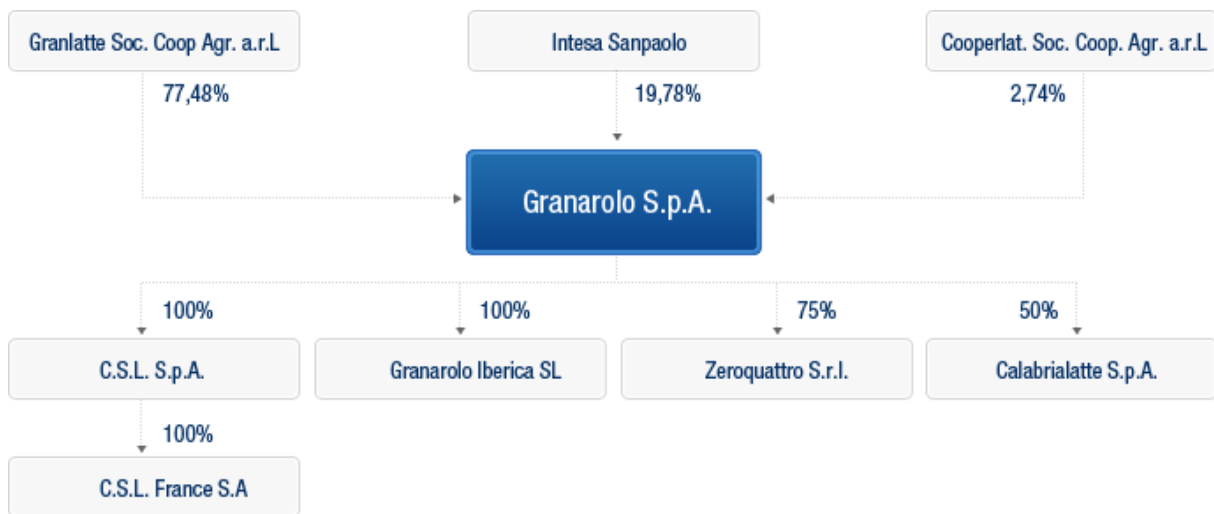 Granlatte Soc. Coop Agr. a.r.L
Intesa Sanpaolo
Cooperlat. Soc. Coop. Agr. a.r.L
77,48%
19,78%
2,74%
Granarolo S.p.A.
100%
100%
75%
50%
C.S.L. S.p.A.
Granarolo Iberica SL
Zeroquattro S.r.l.
Calabrialatte S.p.A.
100%
C.S.L. France S.A